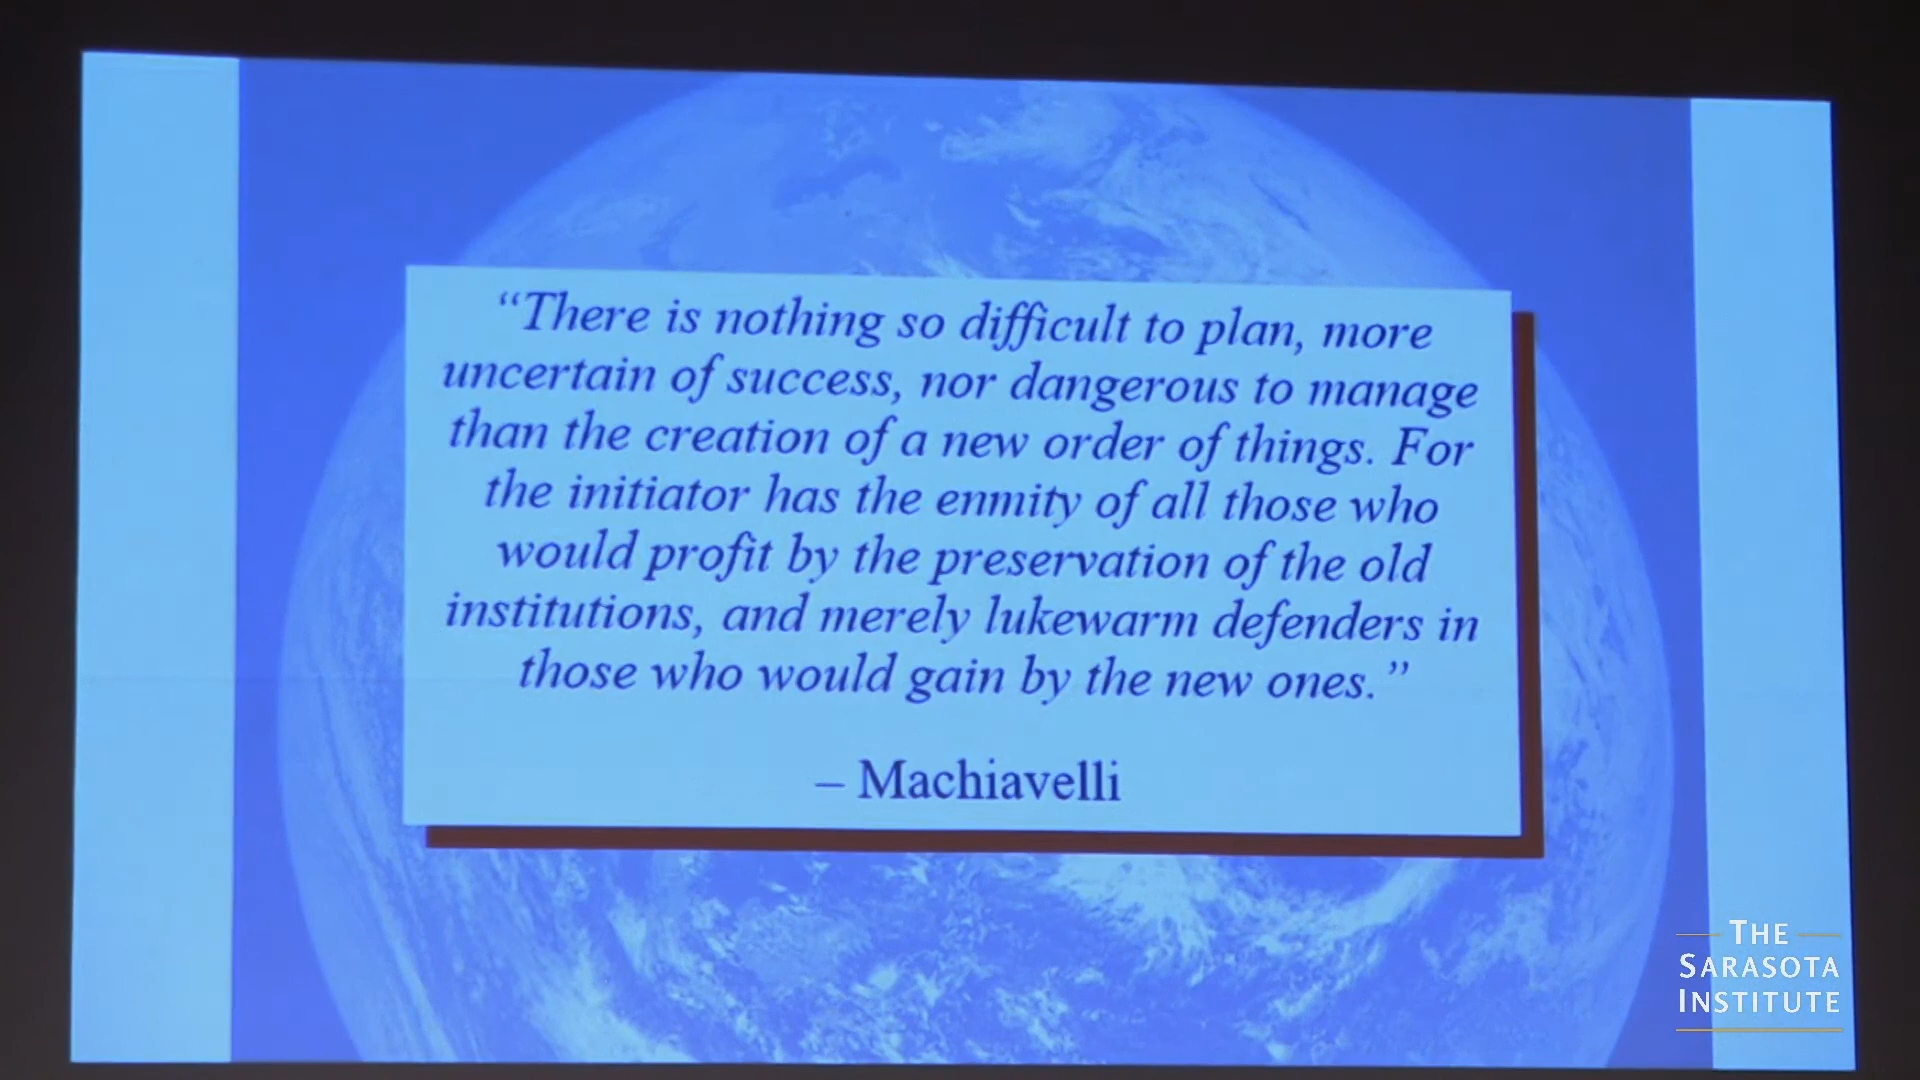 “There is nothing so difficult to plan, more
uncertain of success, nor dangerous to manage
than the creation of a new order of things. For
the initiator has the enmity of all those who
would profit by the preservation of the old
institutions, and merely lukewarm defenders in
those who would gain by the new ones.”
– Machiavelli
THE
SARASOTA
INSTITUTE